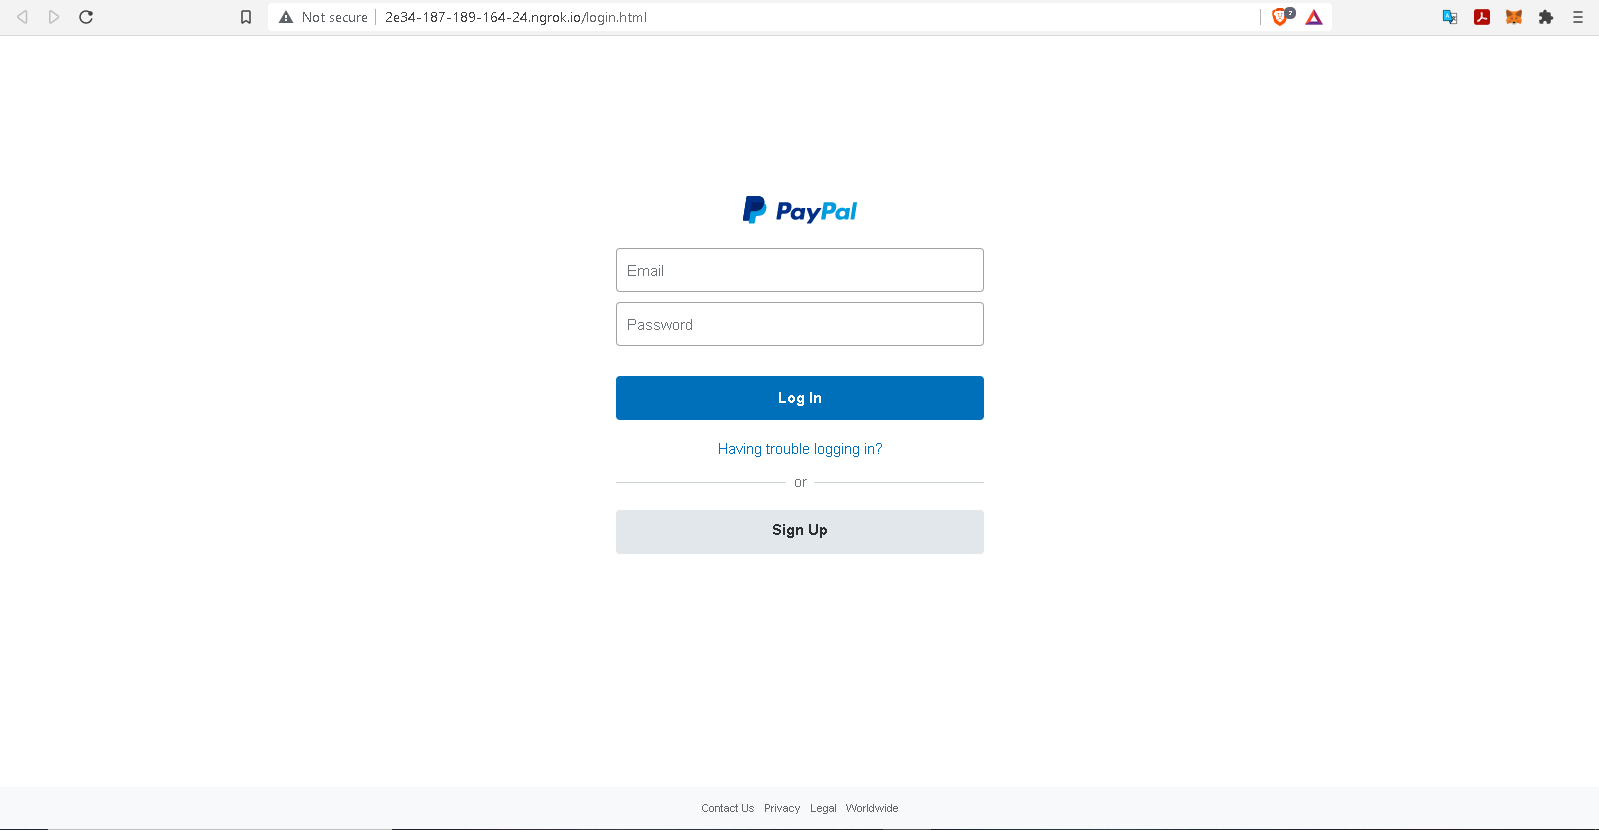 Not secure 2e34-187-189-164-24.ngrok.io/login.html 2
PayPal
Email
Password
Log In
Having trouble logging in?
or
Sign Up
Contact Us Privacy Legal Worldwide